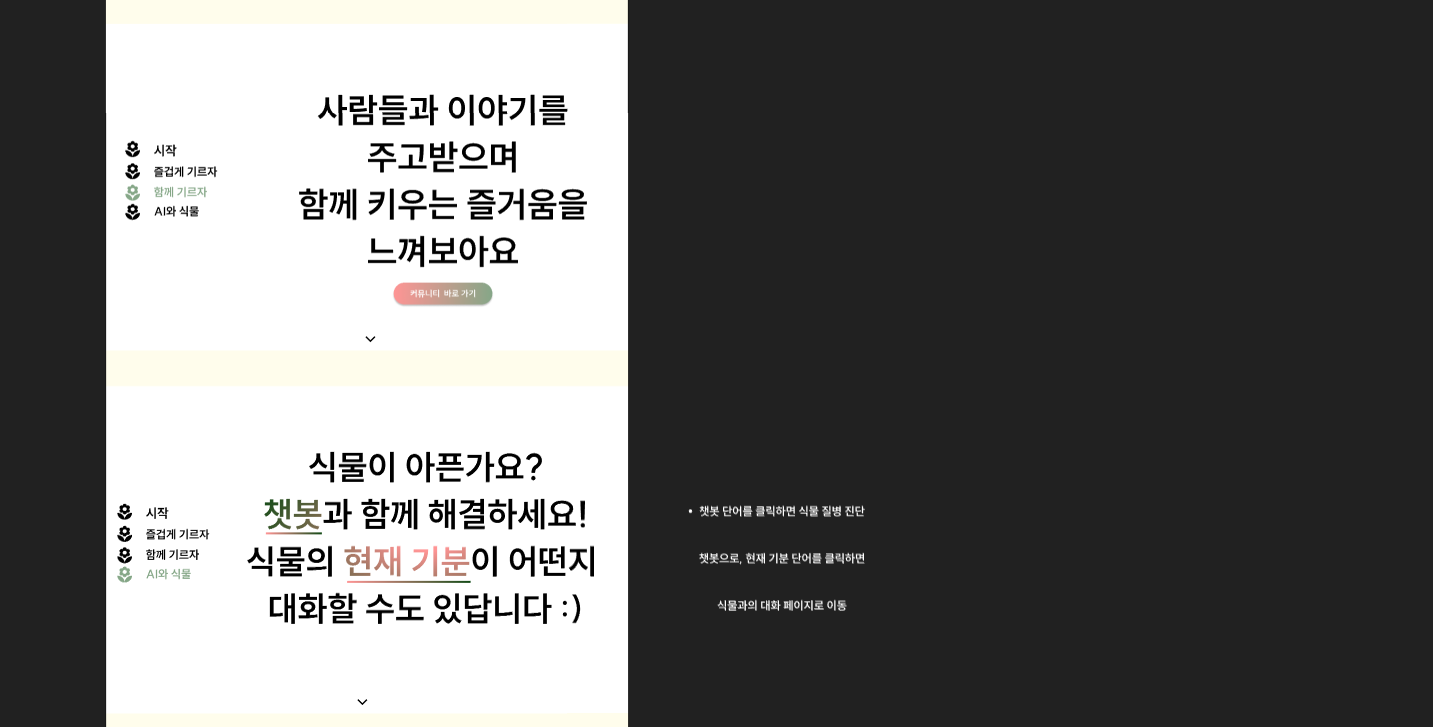 사람들과 이야기를
주고받으며
함께 키우는 즐거움을
느껴보아요
시작
즐겁게 기르자
함께 기르자
AI와 식물
커뮤니티 바로 가기
식물이 아픈가요?
챗봇과 함께 해결하세요!
식물의 현재 기분이 어떤지
대화할 수도 있답니다 :)
시작
즐겁게 기르자
함께 기르자
AI와 식물
• 챗봇 단어를 클릭하면 식물 질병 진단
챗봇으로, 현재 기분 단어를 클릭하면
식물과의 대화 페이지로 이동